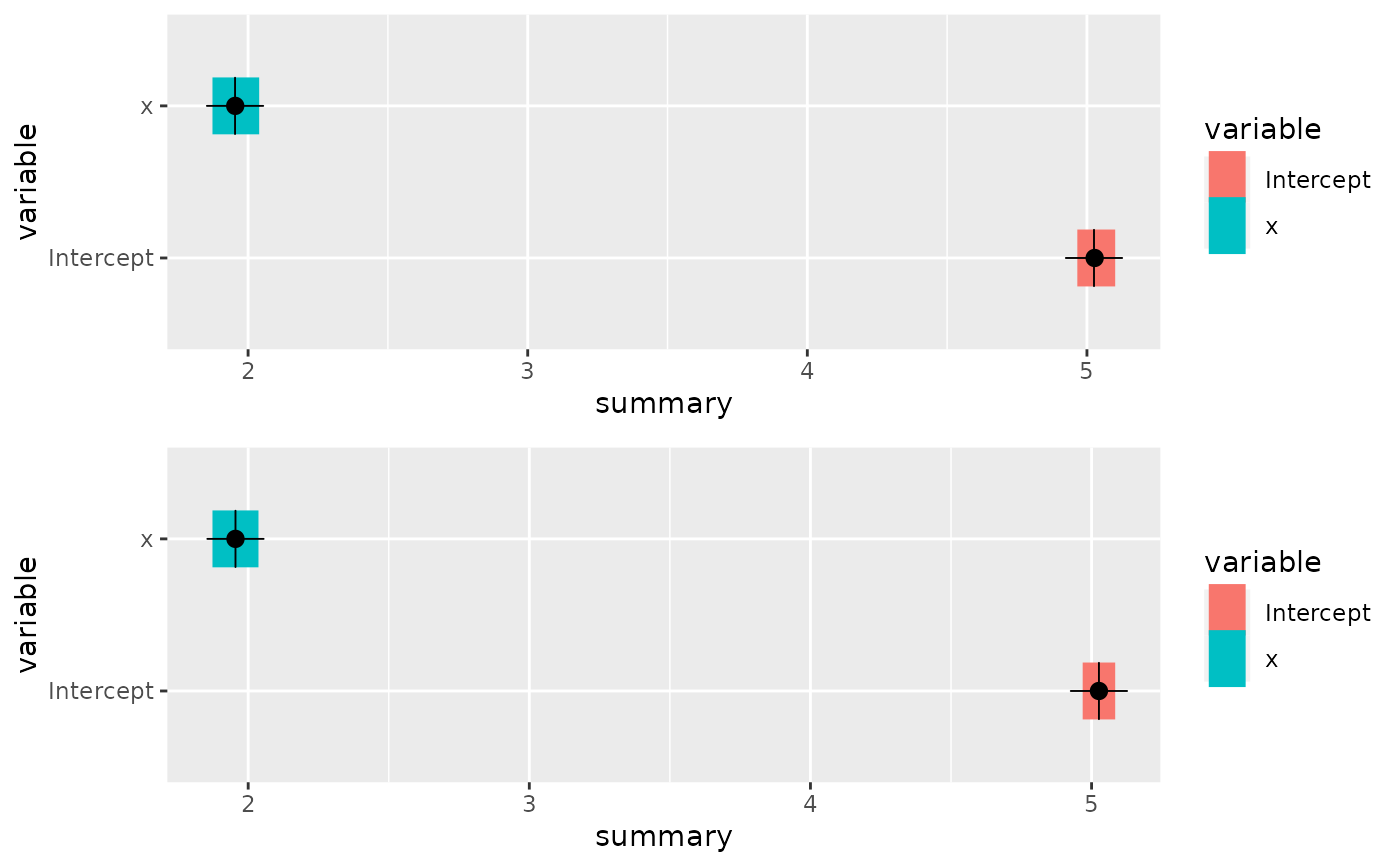 variable
x
Intercept
2 3 4 5
summary
variable
Intercept
x
variable
x
Intercept
2 3 4 5
summary
variable
Intercept
x